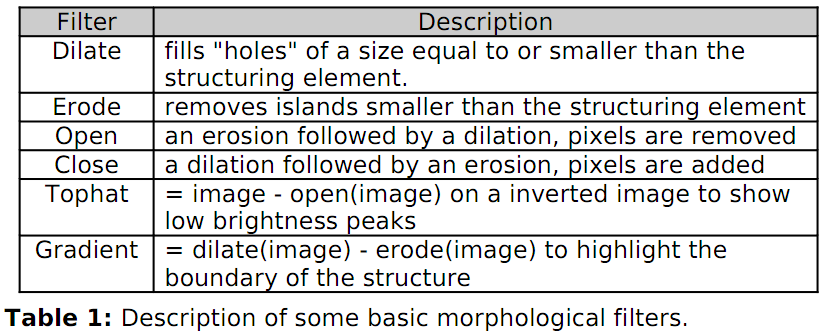 Filter Description
Dilate fills "holes" of a size equal to or smaller than the
structuring element.
Erode removes islands smaller than the structuring element
Open an erosion followed by a dilation, pixels are removed
Close a dilation followed by an erosion, pixels are added
Tophat = image - open(image) on a inverted image to show
low brightness peaks
Gradient = dilate(image) - erode(image) to highlight the
boundary of the structure
Table 1: Description of some basic morphological filters.